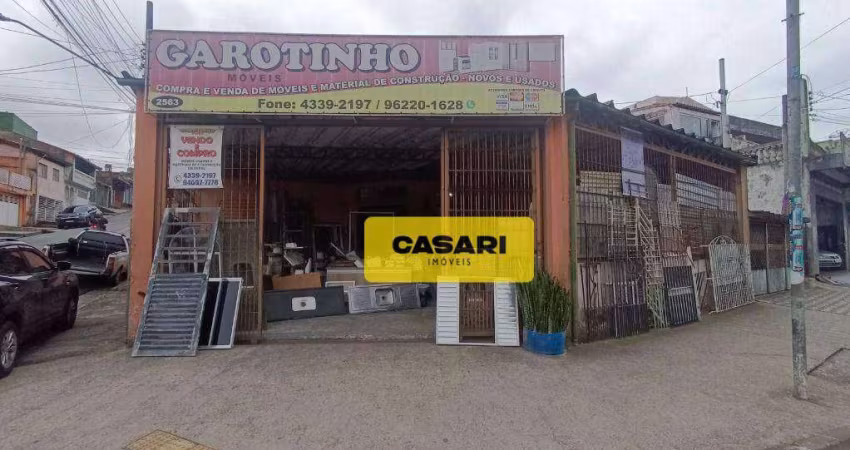 GAROTINHO
MÓVEIS
COMPRA E VENDA DE MÓVEIS E MATERIAL DE CONSTRUÇÃO - NOVOS E USADOS
2563
Fone: 4339-2197 / 96220-1628
VENDO
COMPRO
4339-2197
CASARI
IMÓVEIS